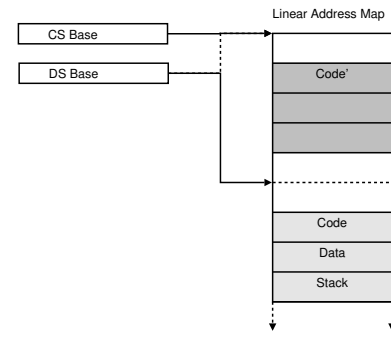 Linear Address Map
CS Base
DS Base
Code'
Code
Data
Stack